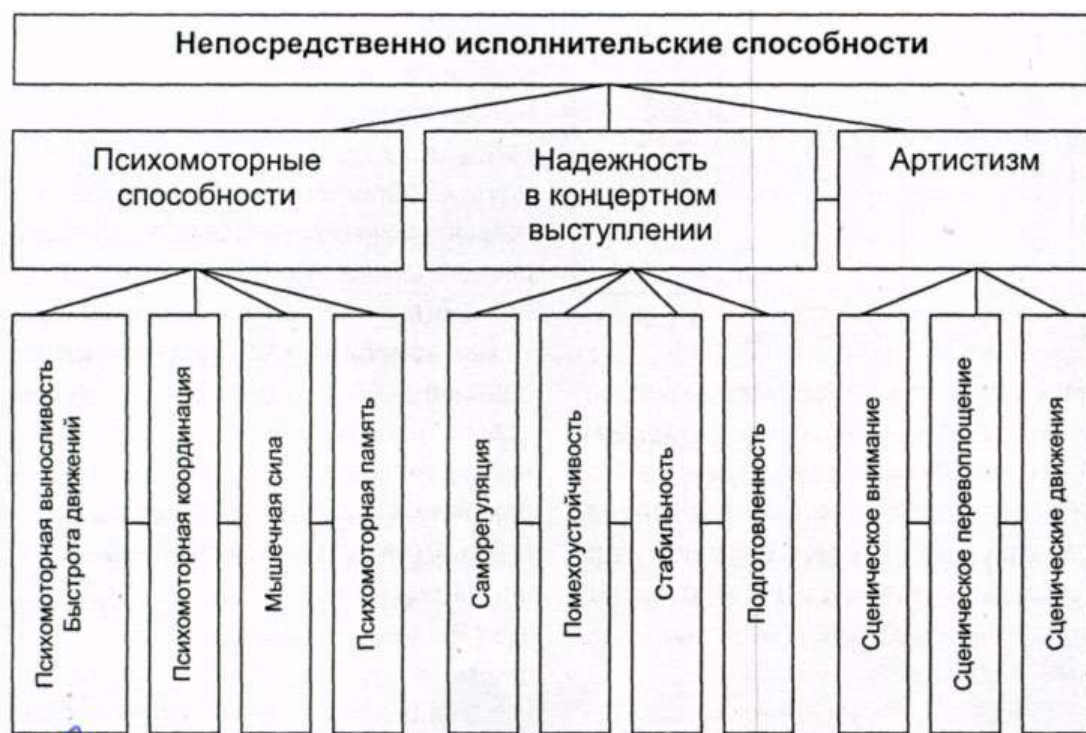 Непосредственно исполнительские способности
Психомоторные
способности
Надежность
в концертном
выступлении
Артистизм
Психомоторная выносливость
Быстрота движений
Психомоторная координация
Мышечная сила
Психомоторная память
Саморегуляция
Помехоустойчивость
Стабильность
Подготовленность
Сценическое внимание
Сценическое перевоплощение
Сценические движения